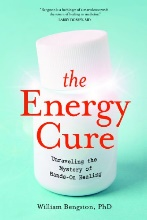 the
Energy
Cure
Unraveling the
Mystery of
Hands-On Healing
William Bengston, PhD